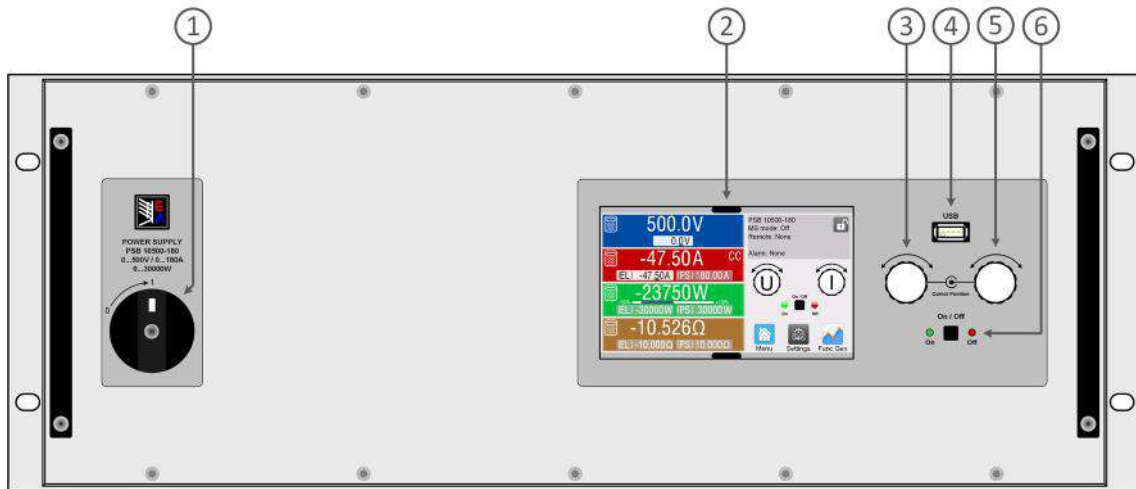 1
2
3
4
5
6
EA
POWER SUPPLY
PSB 10500-180
0...500V / 0...180A
0...30000W
0
1
500.0V
0.0V
-47.50A
CC
(EL) -47.50A (PS) 180.00A
-23750W
(EL) -30000W (PS) 30000W
-10.526Ω
(EL) -10.000Ω (PS) 10.000Ω
PSB 10500-180
MS mode: Off
Remote: None
Alarm: None
U
I
On/Off
On
Off
Menu
Settings
Func Gen
USB
Cursor Position
On / Off
On
Off